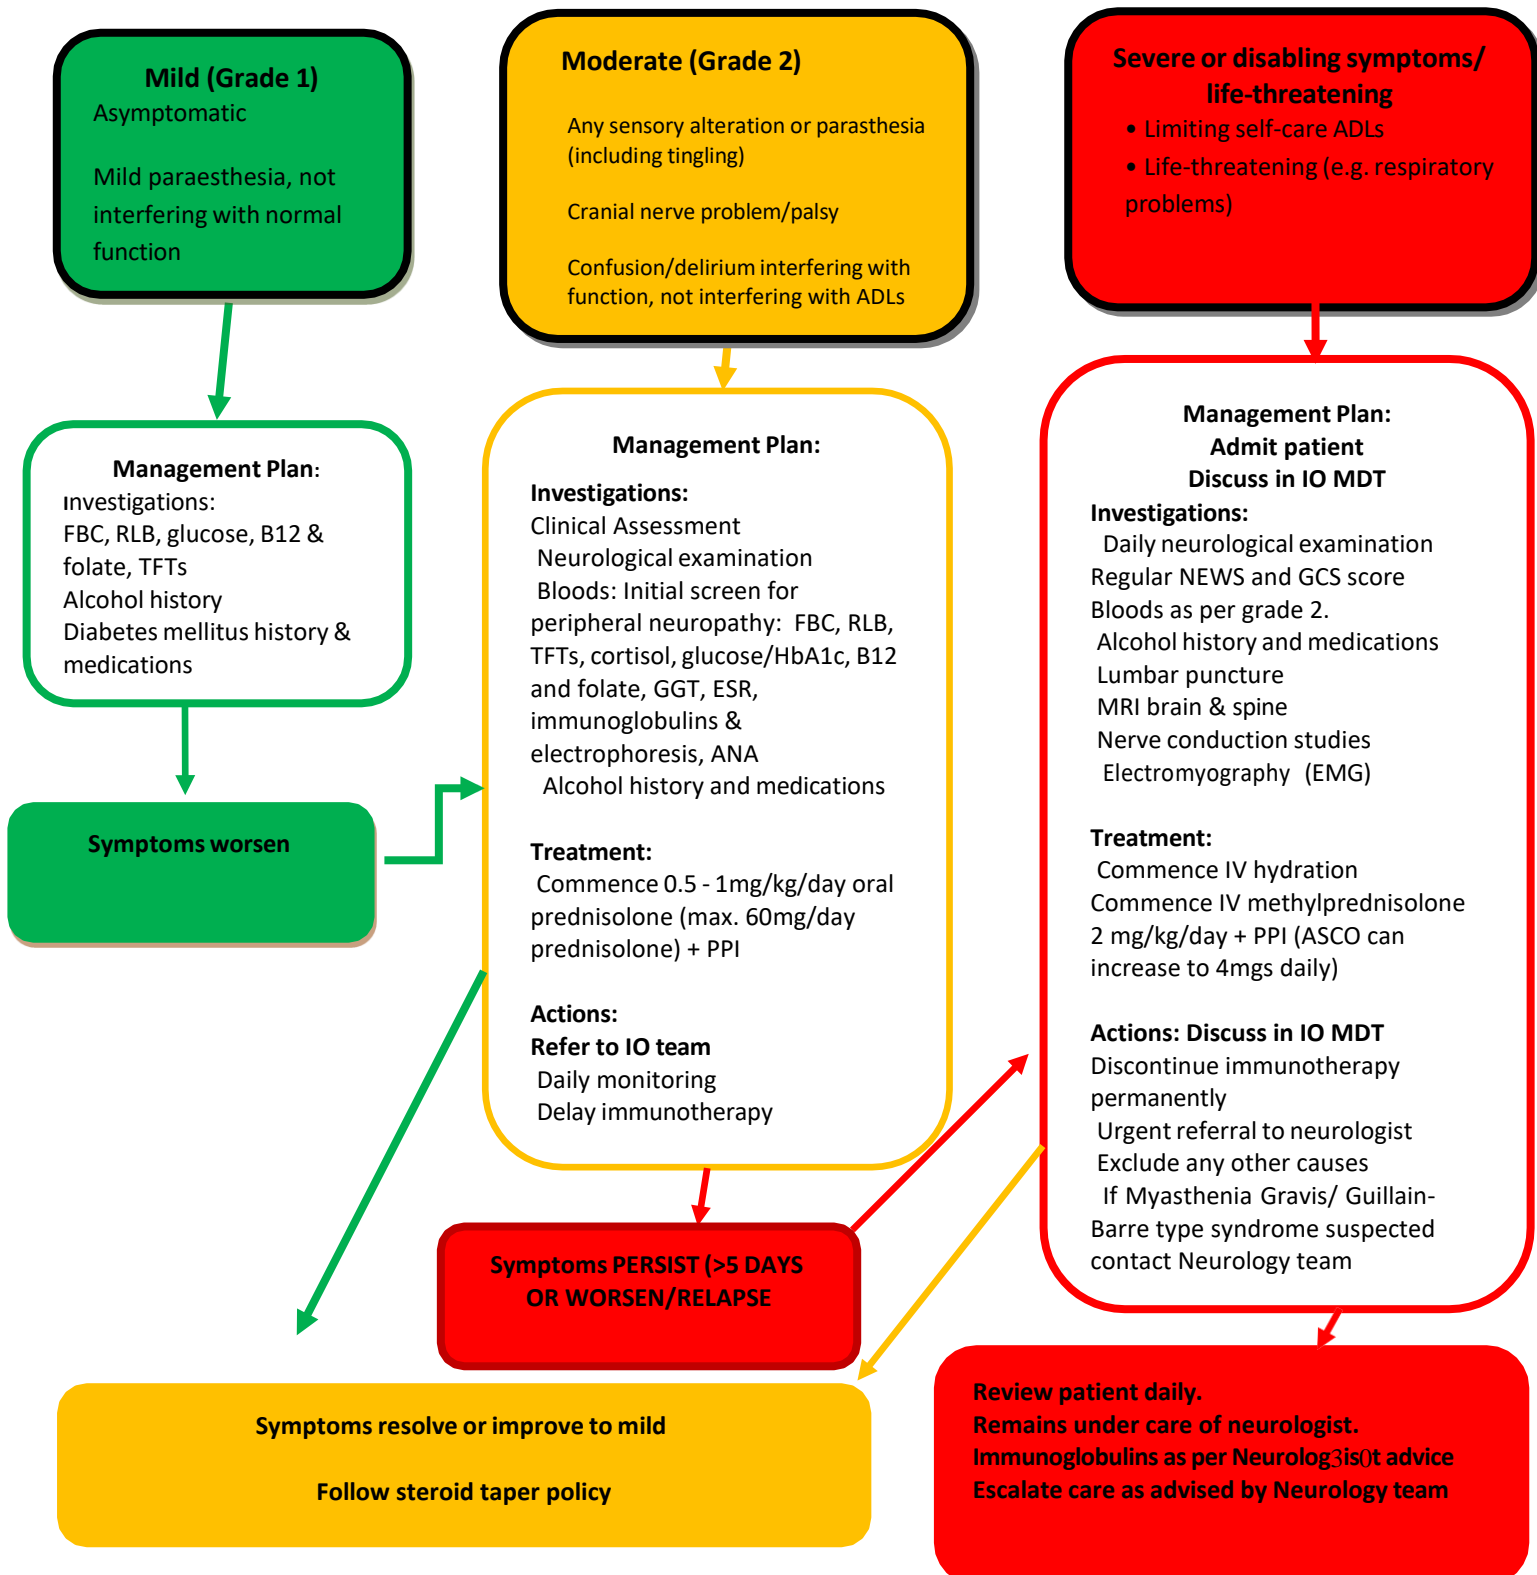 Mild (Grade 1)
Asymptomatic
Mild paraesthesia, not
interfering with normal
function
Management Plan:
Investigations:
FBC, RLB, glucose, B12 &
folate, TFTs
Alcohol history
Diabetes mellitus history &
medications
Symptoms worsen
Moderate (Grade 2)
Any sensory alteration or parasthesia
(including tingling)
Cranial nerve problem/palsy
Confusion/delirium interfering with
function, not interfering with ADLs
Management Plan:
Investigations:
Clinical Assessment
Neurological examination
Bloods: Initial screen for
peripheral neuropathy: FBC, RLB,
TFTs, cortisol, glucose/HbA1c, B12
and folate, GGT, ESR,
immunoglobulins &
electrophoresis, ANA
Alcohol history and medications
Treatment:
Commence 0.5 - 1mg/kg/day oral
prednisolone (max. 60mg/day
prednisolone) + PPI
Actions:
Refer to IO team
Daily monitoring
Delay immunotherapy
Symptoms PERSIST (>5 DAYS
OR WORSEN/RELAPSE
Symptoms resolve or improve to mild
Follow steroid taper policy
Severe or disabling symptoms/
life-threatening
• Limiting self-care ADLs
• Life-threatening (e.g. respiratory
problems)
Management Plan:
Admit patient
Discuss in IO MDT
Investigations:
Daily neurological examination
Regular NEWS and GCS score
Bloods as per grade 2.
Alcohol history and medications
Lumbar puncture
MRI brain & spine
Nerve conduction studies
Electromyography (EMG)
Treatment:
Commence IV hydration
Commence IV methylprednisolone
2 mg/kg/day + PPI (ASCO can
increase to 4mgs daily)
Actions: Discuss in IO MDT
Discontinue immunotherapy
permanently
Urgent referral to neurologist
Exclude any other causes
If Myasthenia Gravis/ Guillain-
Barre type syndrome suspected
contact Neurology team
Review patient daily.
Remains under care of neurologist.
Immunoglobulins as per Neurolog3is0t advice
Escalate care as advised by Neurology team